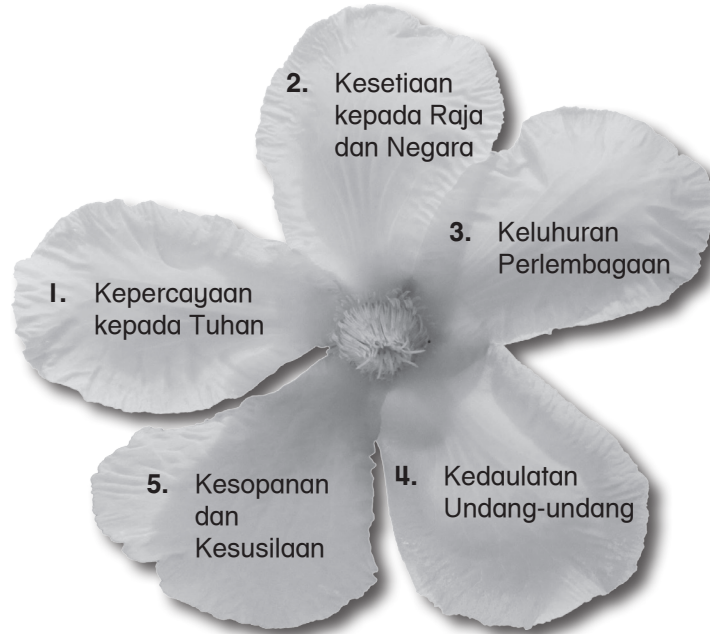 1. Kepercayaan
kepada Tuhan
2. Kesetiaan
kepada Raja
dan Negara
3. Keluhuran
Perlembagaan
4. Kedaulatan
Undang-undang
5. Kesopanan
dan
Kesusilaan